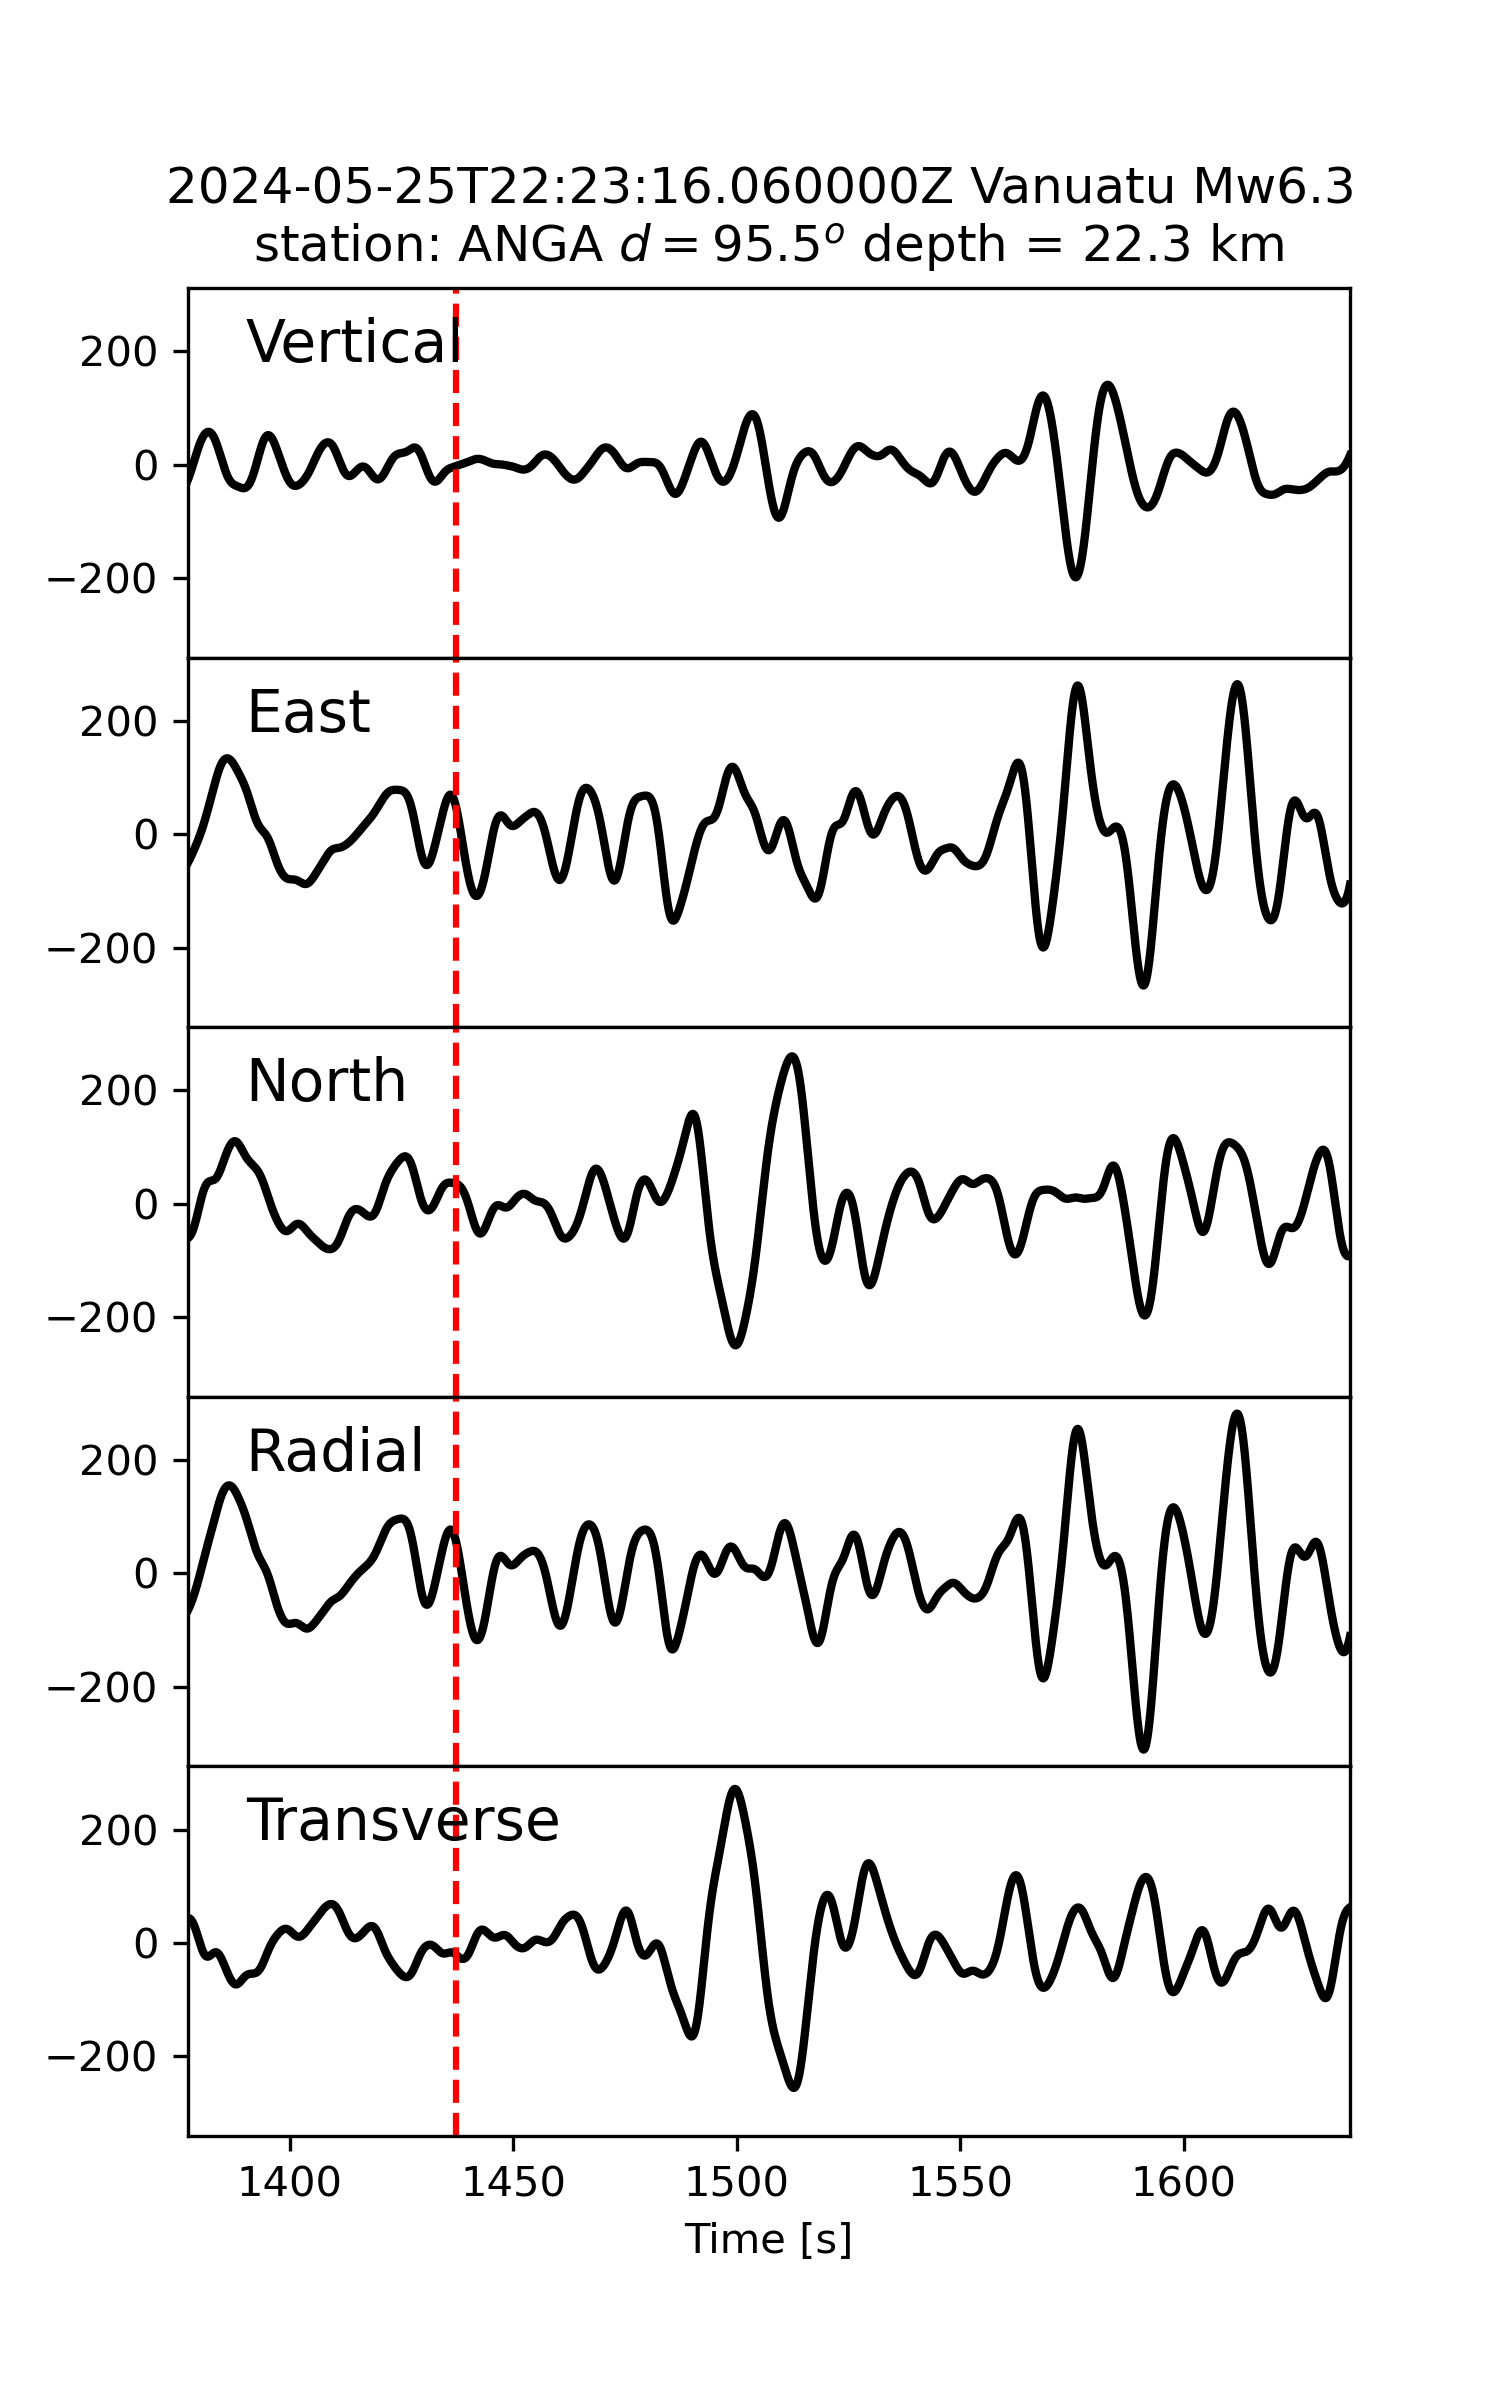 2024-05-25T22:23:16.060000Z Vanuatu Mw6.3
station: ANGA d = 95.5° depth = 22.3 km
Vertical
200
0
−200
East
200
0
−200
North
200
0
−200
Radial
200
0
−200
Transverse
200
0
−200
1400 1450 1500 1550 1600
Time [s]